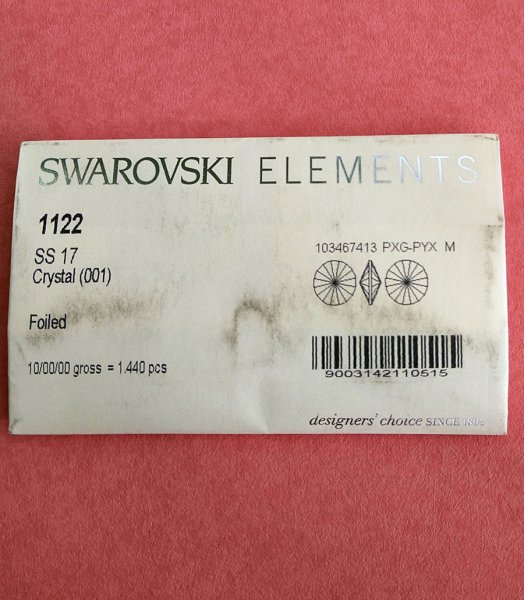 SWAROVSKI ELEMENTS
1122
SS 17
Crystal (001)
Foiled
10/00/00 gross = 1.440 pcs
103467413 PXG-PYX M
9003142110515
designers' choice SINCE